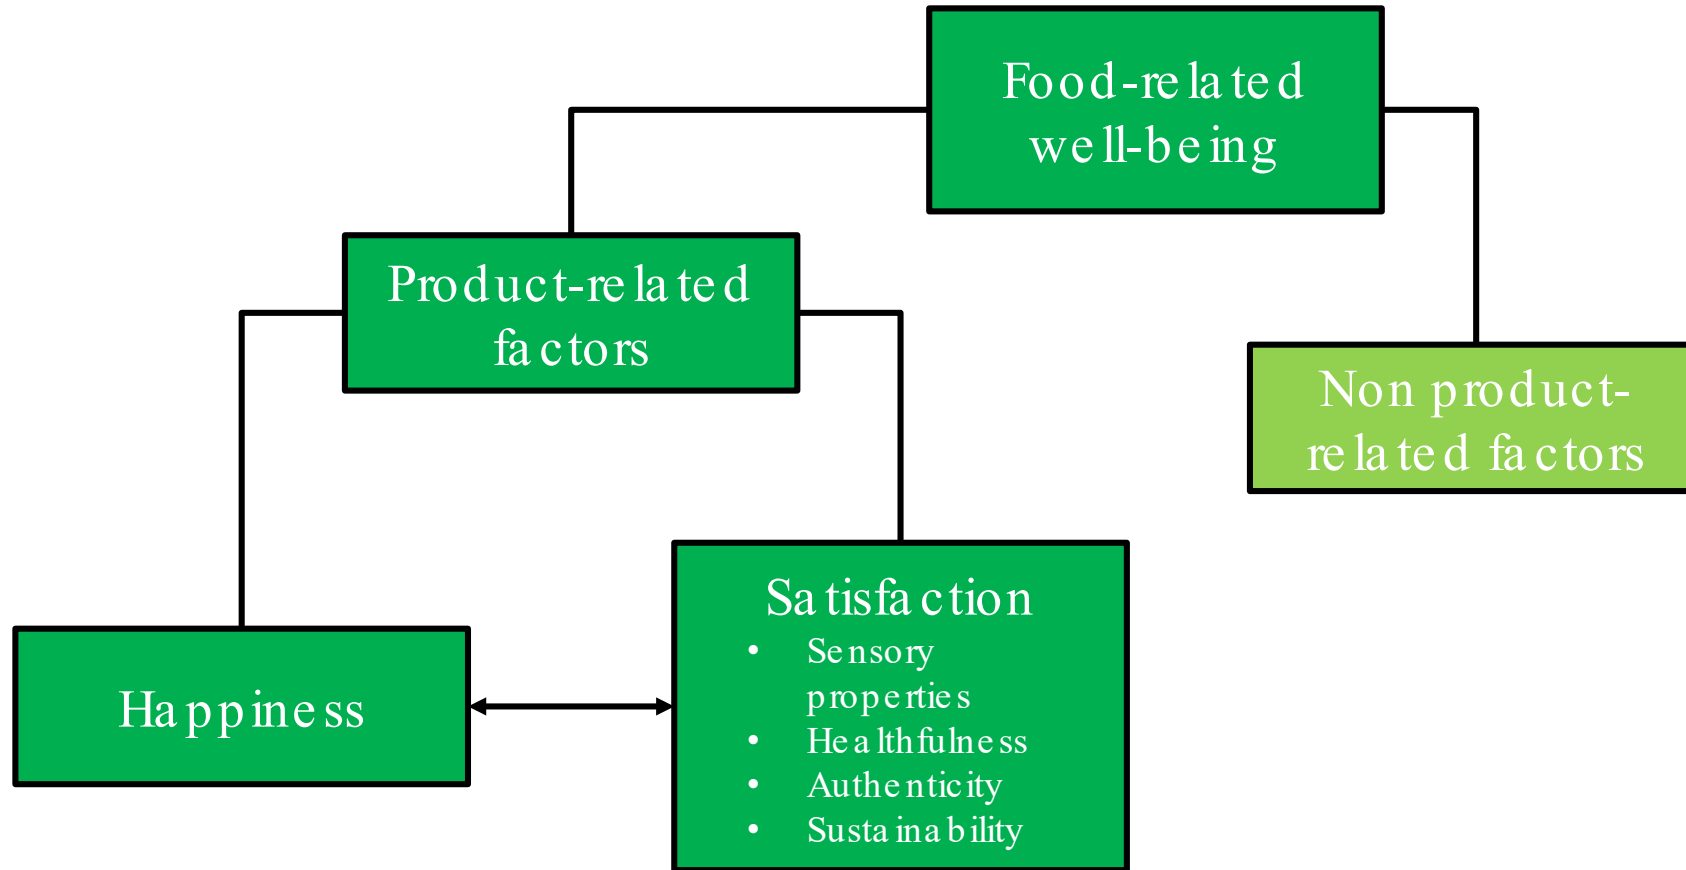 Food-related
well-being
Product-related
factors
Non product-
related factors
Satisfaction
• Sensory
properties
• Healthfulness
• Authenticity
• Sustainability
Happiness